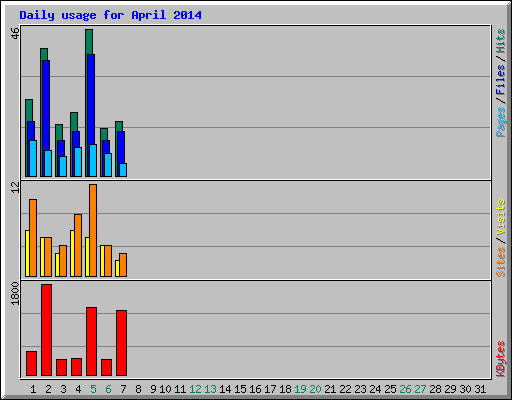 Daily usage for April 2014
46
Pages / Files / Hits
12
Sites / Visits
1800
KBytes
1 2 3 4 5 6 7 8 9 10 11 12 13 14 15 16 17 18 19 20 21 22 23 24 25 26 27 28 29 30 31